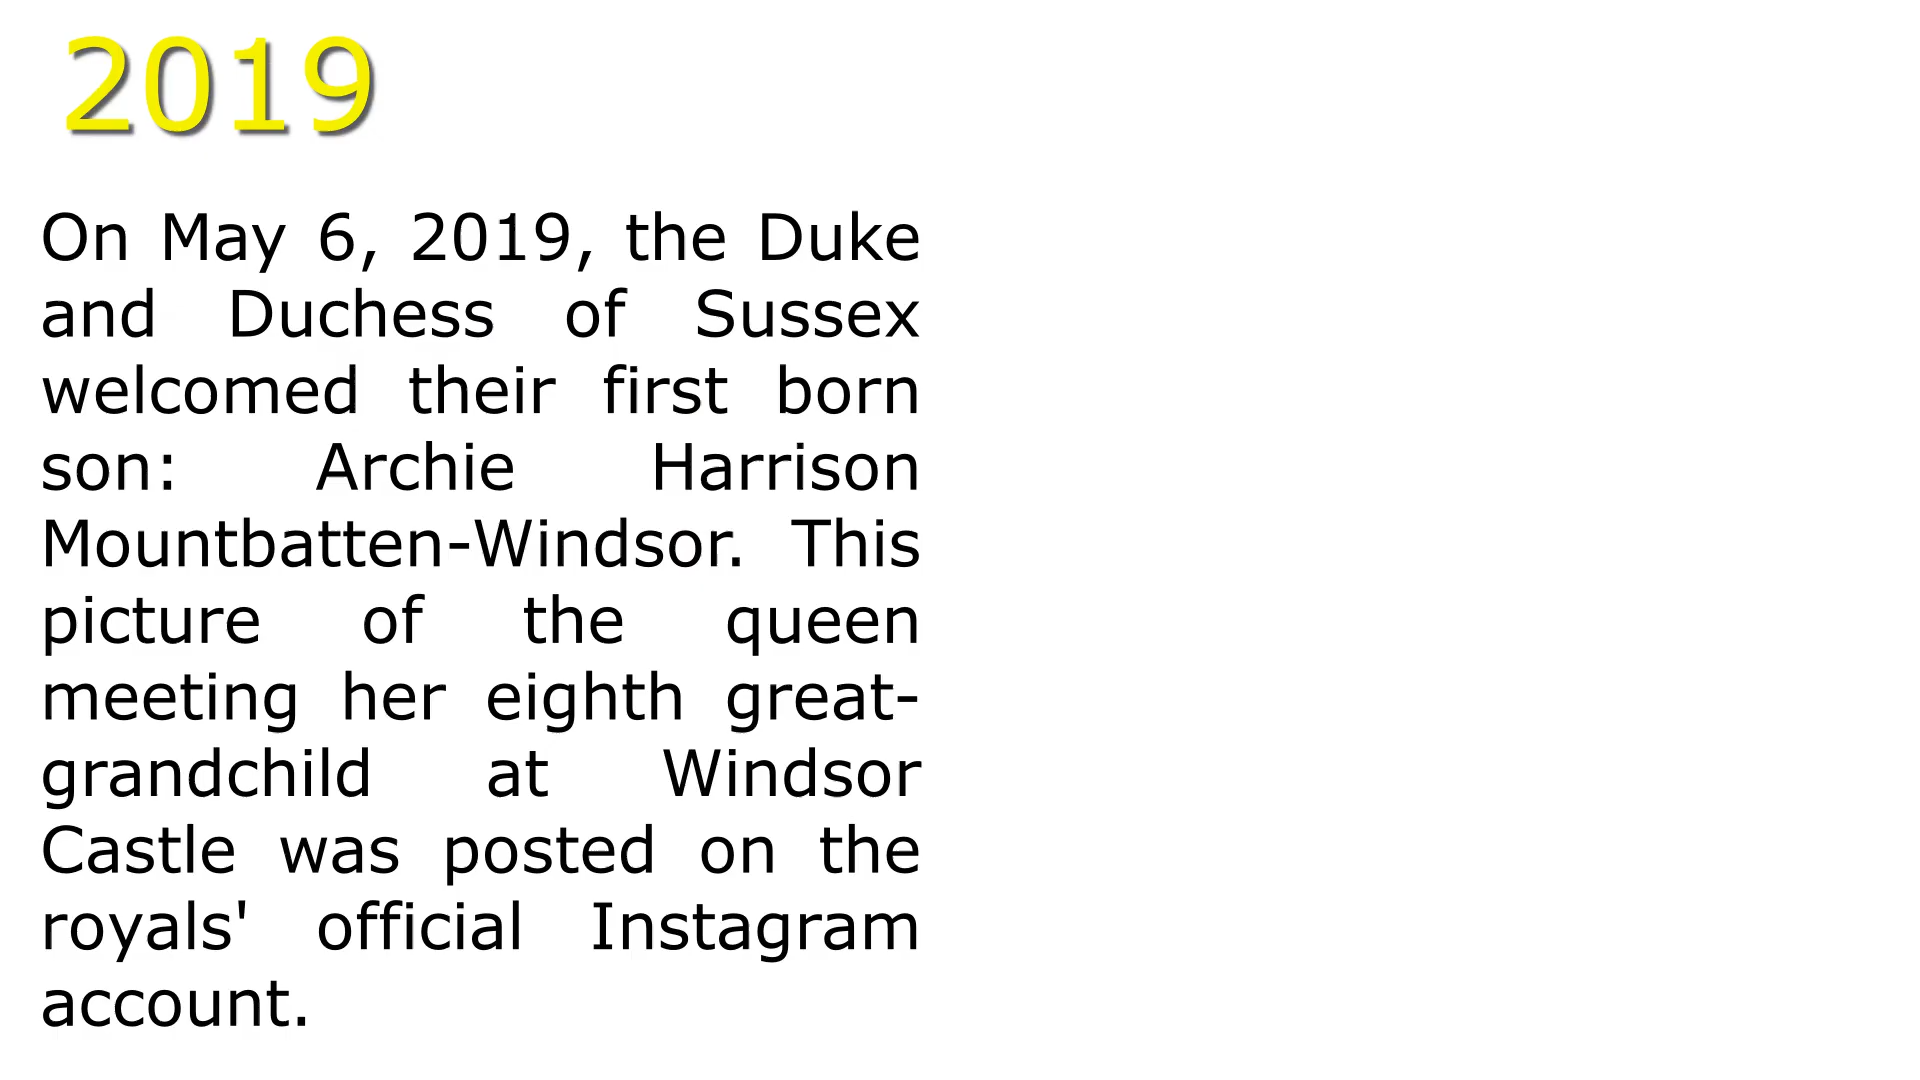 2019
On May 6, 2019, the Duke
and Duchess of Sussex
welcomed their first born
son: Archie Harrison
Mountbatten-Windsor. This
picture of the queen
meeting her eighth great-
grandchild at Windsor
Castle was posted on the
royals' official Instagram
account.